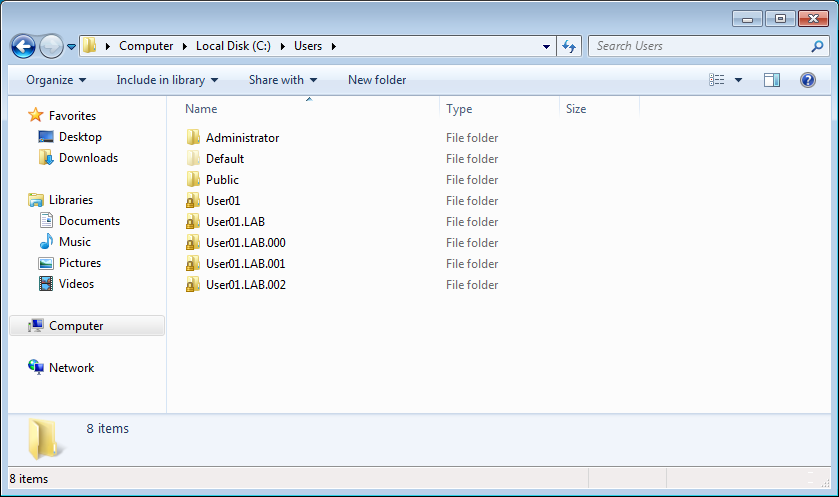 Computer Local Disk (C:) Users
Search Users
Organize Include in library Share with New folder
Favorites
Desktop
Downloads
Libraries
Documents
Music
Pictures
Videos
Computer
Network
Name Type Size
Administrator File folder
Default File folder
Public File folder
User01 File folder
User01.LAB File folder
User01.LAB.000 File folder
User01.LAB.001 File folder
User01.LAB.002 File folder
8 items
8 items